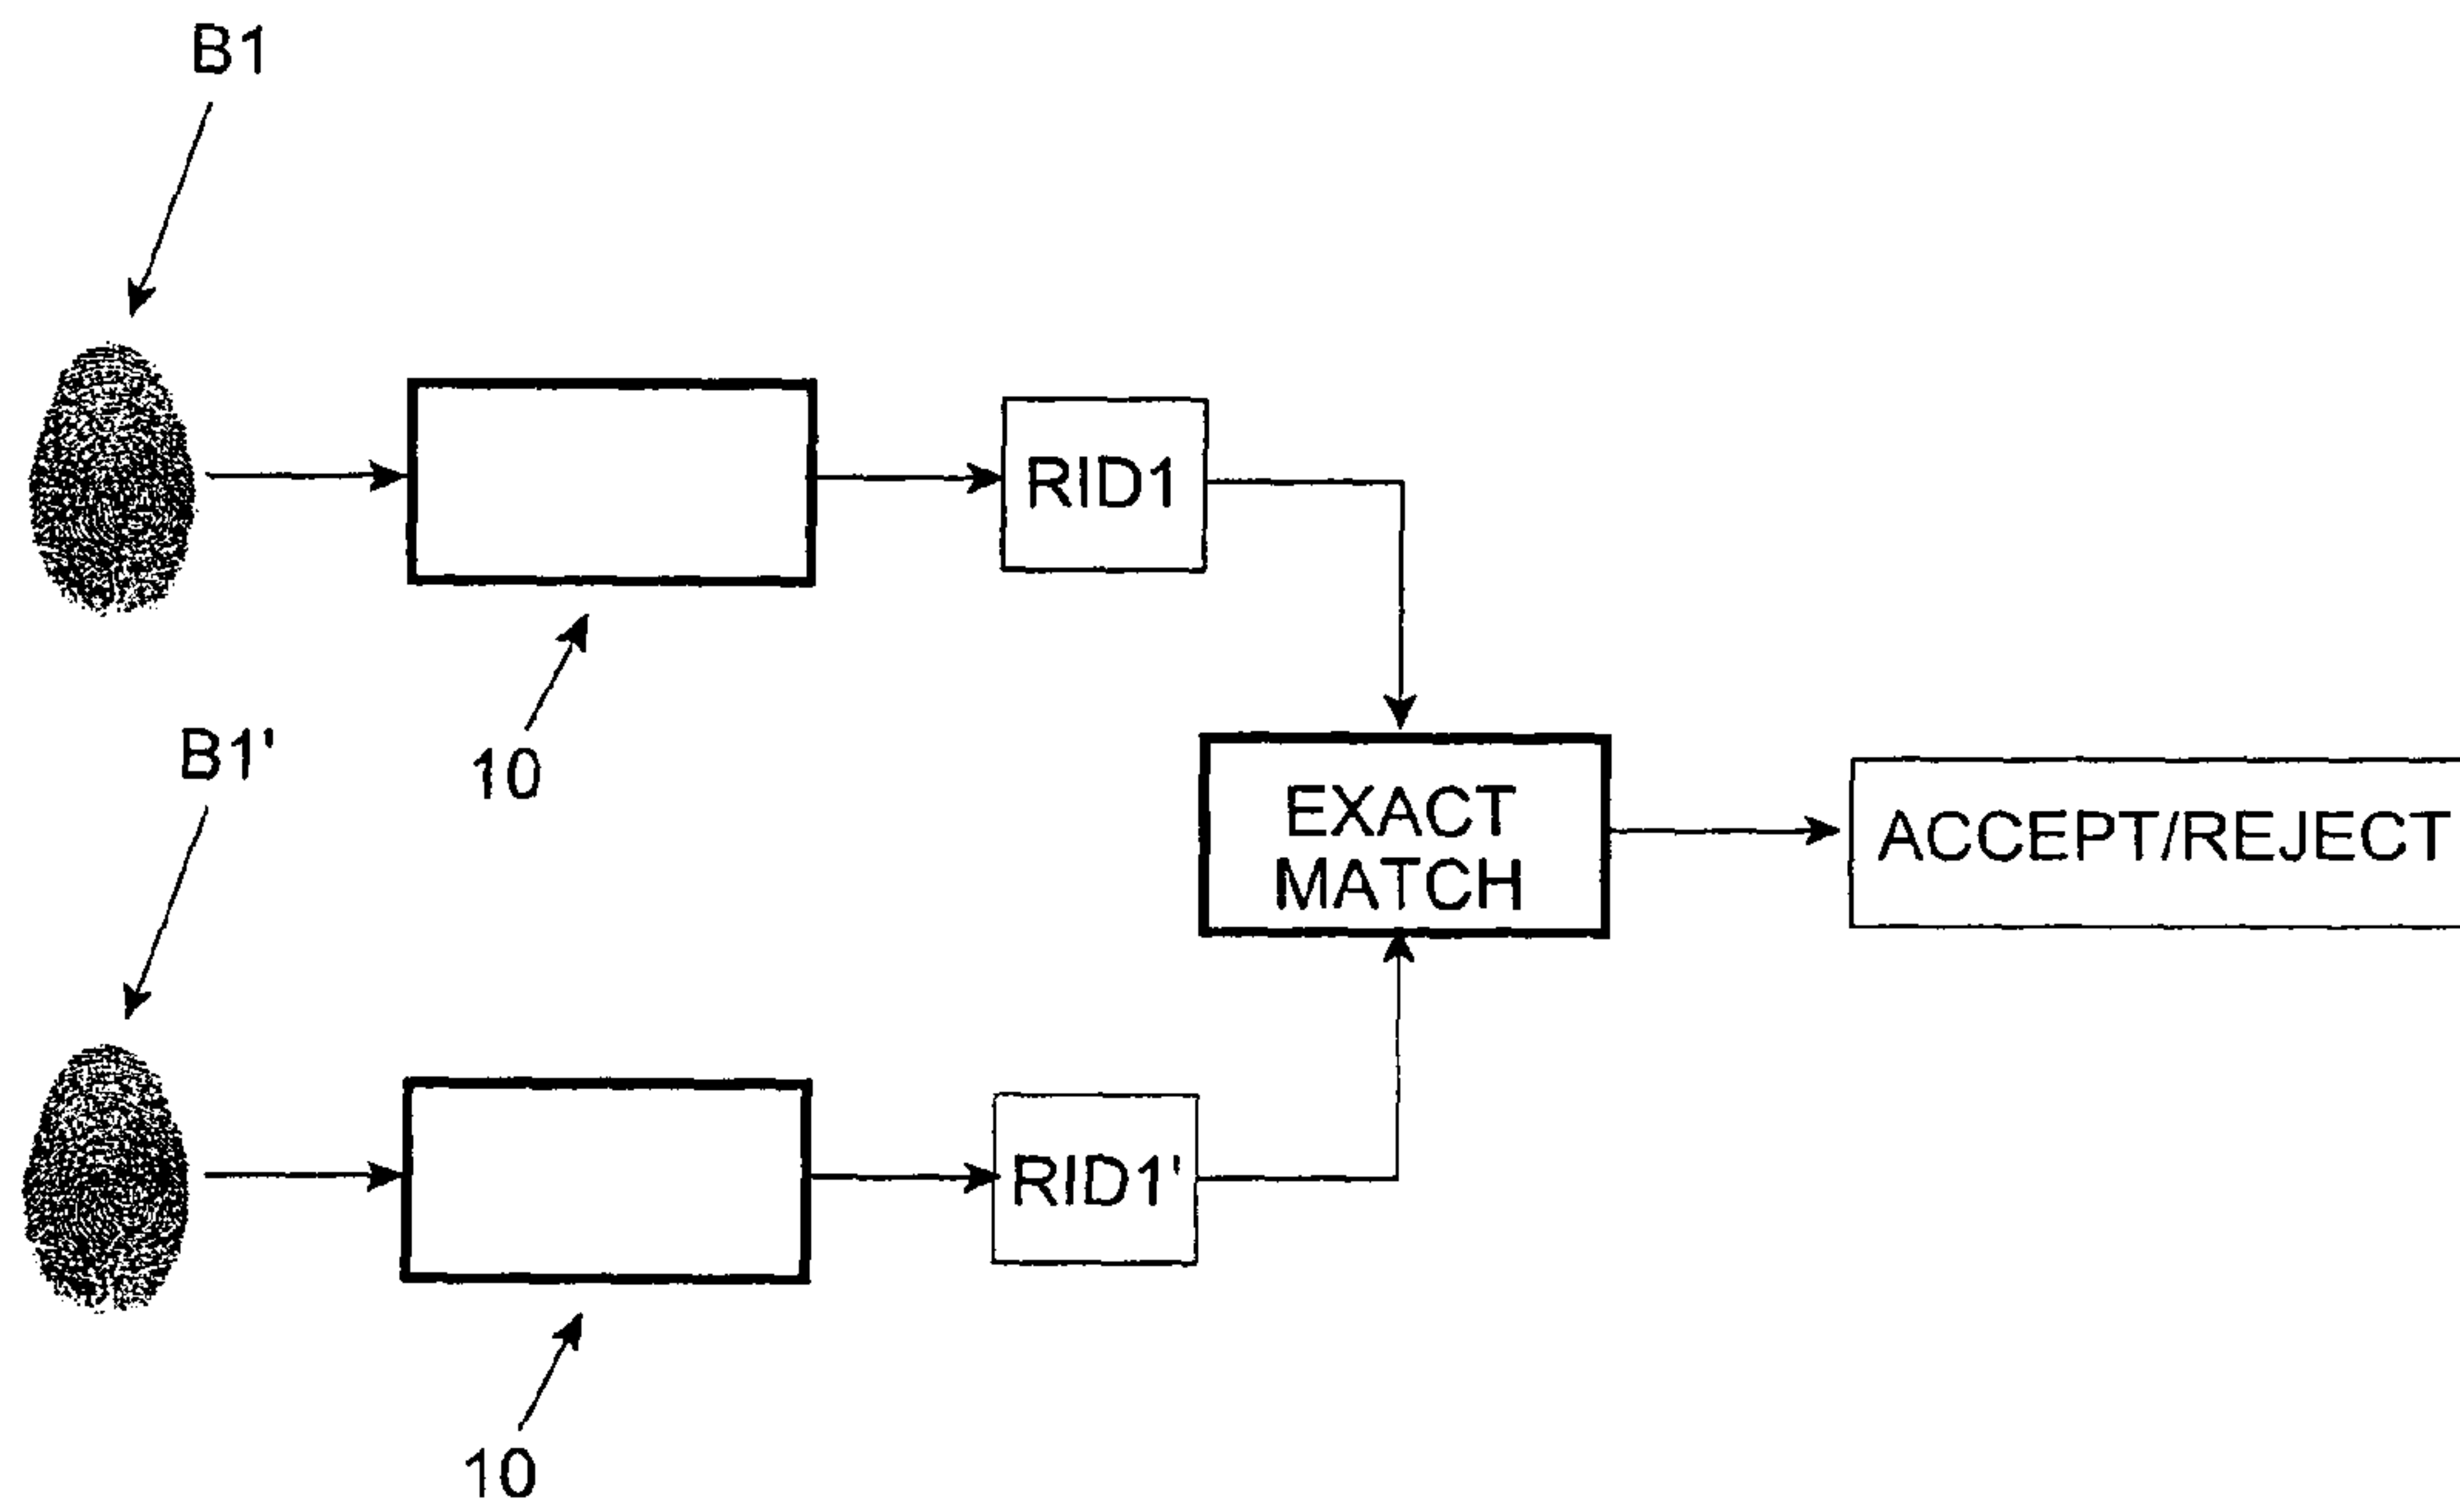 B1
RID1
10
B1'
EXACT
MATCH
ACCEPT/REJECT
RID1'
10